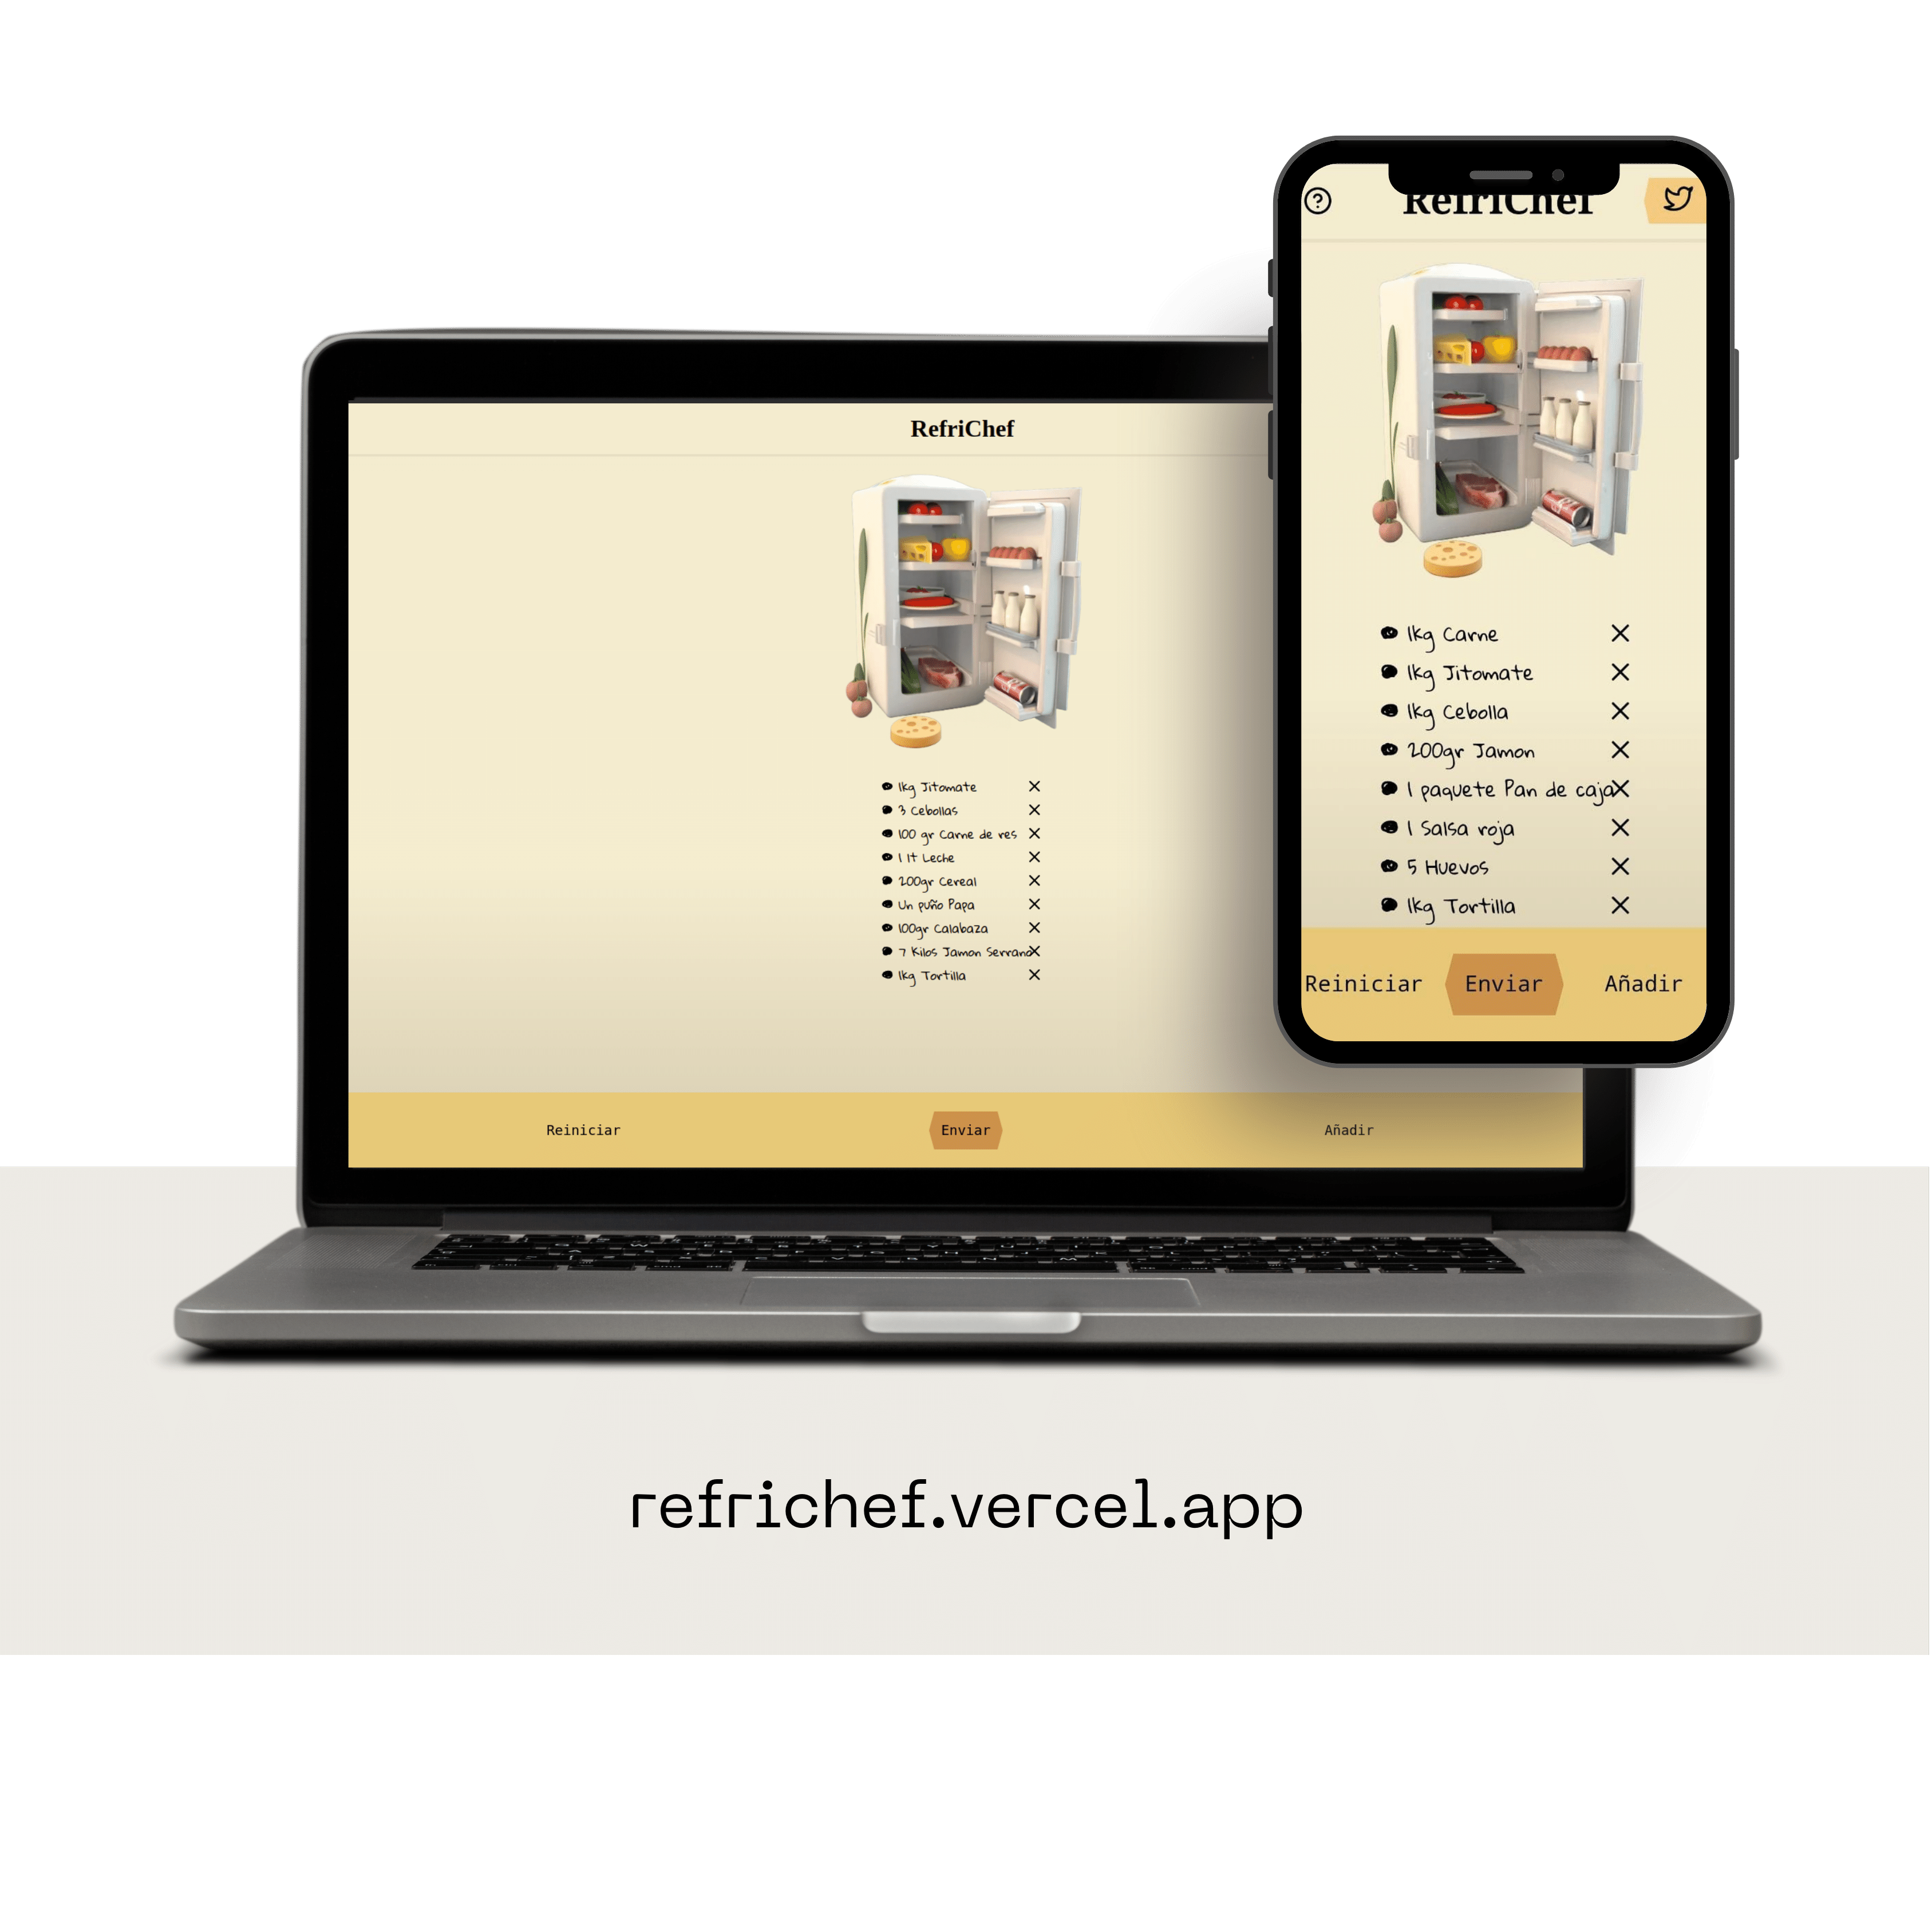 RefriChef
1kg Jitomate
3 Cebollas
100 gr Carne de res
1 lt Leche
200gr Cereal
Un puño Papa
100gr Calabaza
7 Kilos Jamon Serrano
1kg Tortilla
Reiniciar
Enviar
Añadir
RefriChef
1kg Carne
1kg Jitomate
1kg Cebolla
200gr Jamon
1 paquete Pan de caja
1 Salsa roja
5 Huevos
1kg Tortilla
Reiniciar
Enviar
Añadir
refrichef.vercel.app